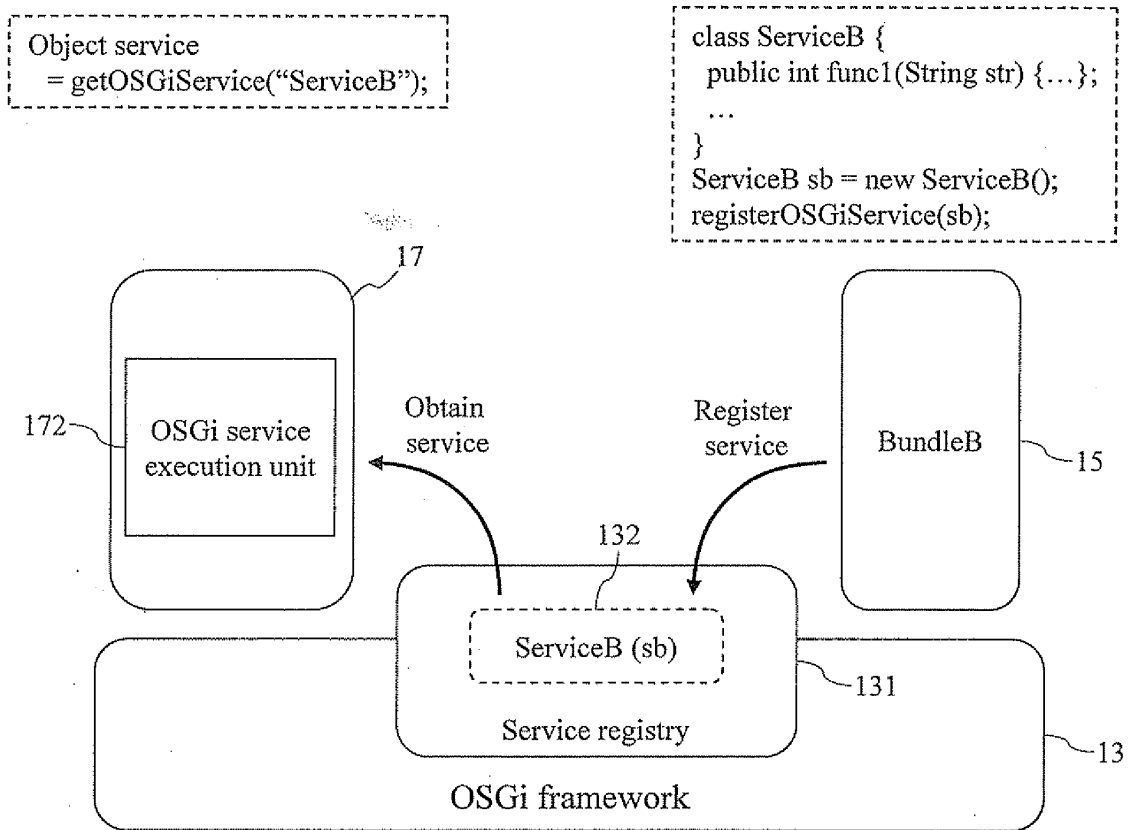 Object service
= getOSGiService(“ServiceB”);
class ServiceB {
public int func1(String str) {…};
…
}
ServiceB sb = new ServiceB();
registerOSGiService(sb);
17
172
OSGi service
execution unit
Obtain
service
Register
service
BundleB
15
132
ServiceB (sb)
131
Service registry
13
OSGi framework